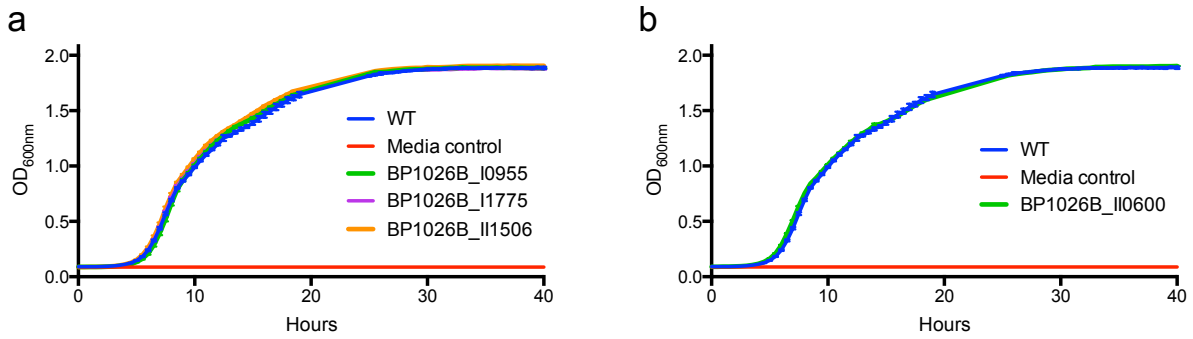 a
OD600nm
2.0
1.5
1.0
0.5
0.0
0
10
20
30
40
Hours
WT
Media control
BP1026B_I0955
BP1026B_I1775
BP1026B_II1506
b
OD600nm
2.0
1.5
1.0
0.5
0.0
0
10
20
30
40
Hours
WT
Media control
BP1026B_II0600